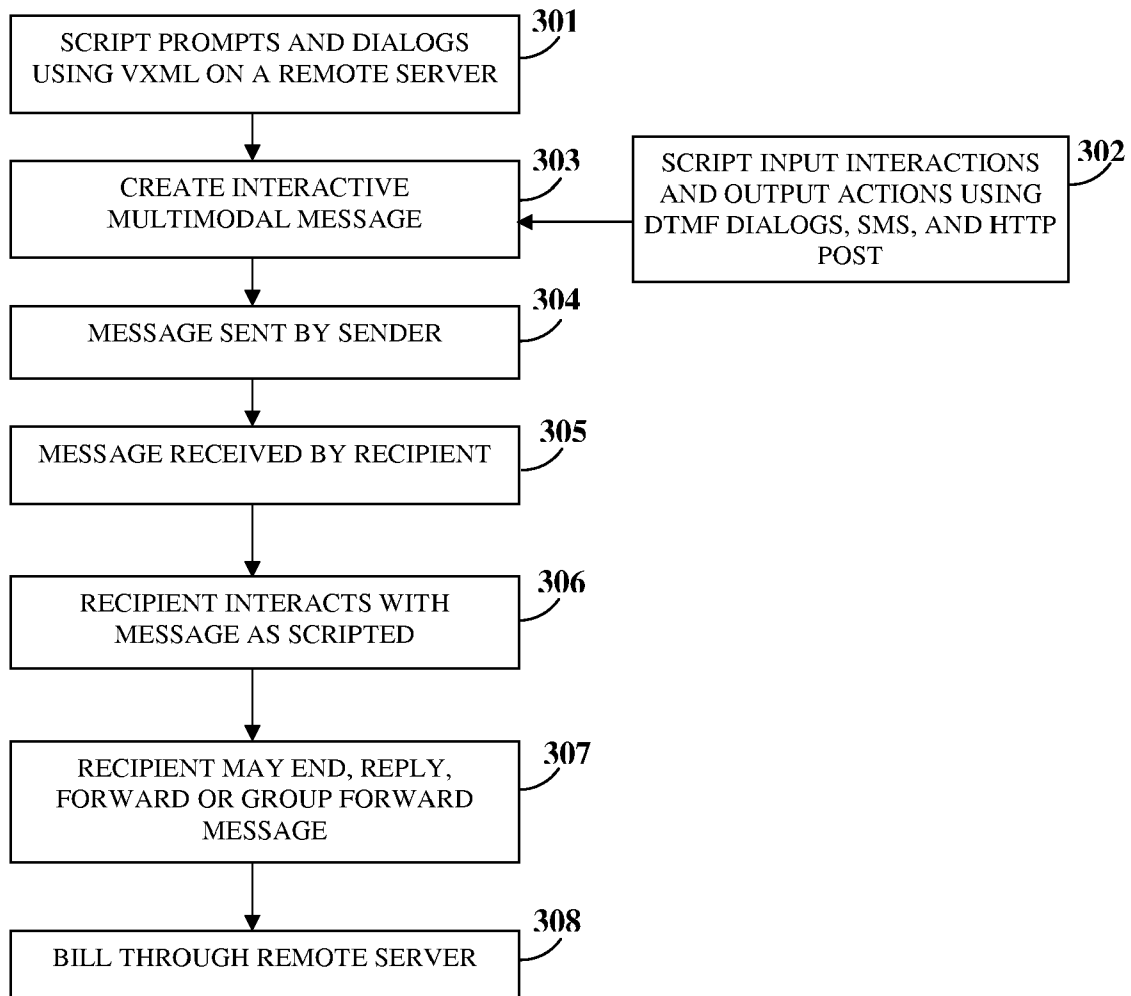 301
SCRIPT PROMPTS AND DIALOGS
USING VXML ON A REMOTE SERVER
303
CREATE INTERACTIVE
MULTIMODAL MESSAGE
302
SCRIPT INPUT INTERACTIONS
AND OUTPUT ACTIONS USING
DTMF DIALOGS, SMS, AND HTTP
POST
304
MESSAGE SENT BY SENDER
305
MESSAGE RECEIVED BY RECIPIENT
306
RECIPIENT INTERACTS WITH
MESSAGE AS SCRIPTED
307
RECIPIENT MAY END, REPLY,
FORWARD OR GROUP FORWARD
MESSAGE
308
BILL THROUGH REMOTE SERVER